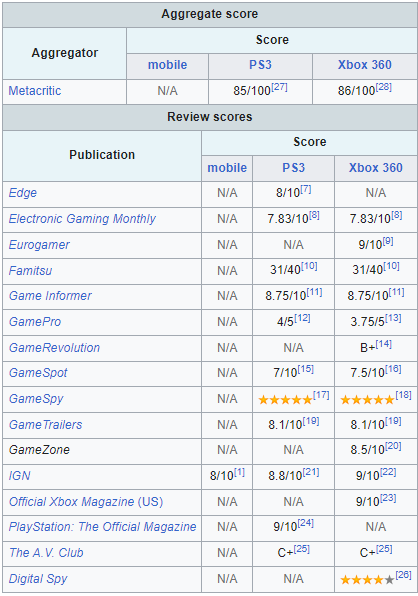 Aggregate score
Aggregator Score
mobile PS3 Xbox 360
Metacritic N/A 85/100[27] 86/100[28]
Review scores
Publication Score
mobile PS3 Xbox 360
Edge N/A 8/10[7] N/A
Electronic Gaming Monthly N/A 7.83/10[8] 7.83/10[8]
Eurogamer N/A N/A 9/10[9]
Famitsu N/A 31/40[10] 31/40[10]
Game Informer N/A 8.75/10[11] 8.75/10[11]
GamePro N/A 4/5[12] 3.75/5[13]
GameRevolution N/A N/A B+[14]
GameSpot N/A 7/10[15] 7.5/10[16]
GameSpy N/A ★★★★★[17] ★★★★★[18]
GameTrailers N/A 8.1/10[19] 8.1/10[19]
GameZone N/A N/A 8.5/10[20]
IGN 8/10[1] 8.8/10[21] 9/10[22]
Official Xbox Magazine (US) N/A N/A 9/10[23]
PlayStation: The Official Magazine N/A 9/10[24] N/A
The A.V. Club N/A C+[25] C+[25]
Digital Spy N/A N/A ★★★★★[26]